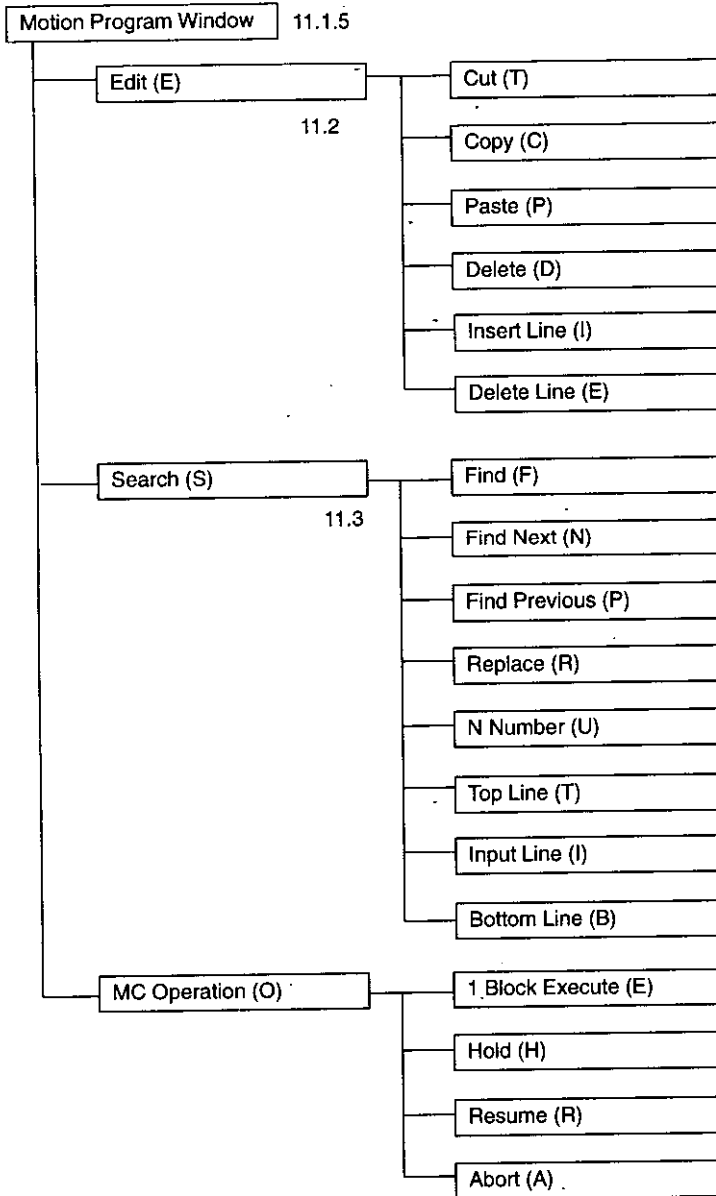 Motion Program Window 11.1.5
Edit (E)
11.2
Cut (T)
Copy (C)
Paste (P)
Delete (D)
Insert Line (I)
Delete Line (E)
Search (S)
11.3
Find (F)
Find Next (N)
Find Previous (P)
Replace (R)
N Number (U)
Top Line (T)
Input Line (I)
Bottom Line (B)
MC Operation (O)
1 Block Execute (E)
Hold (H)
Resume (R)
Abort (A)